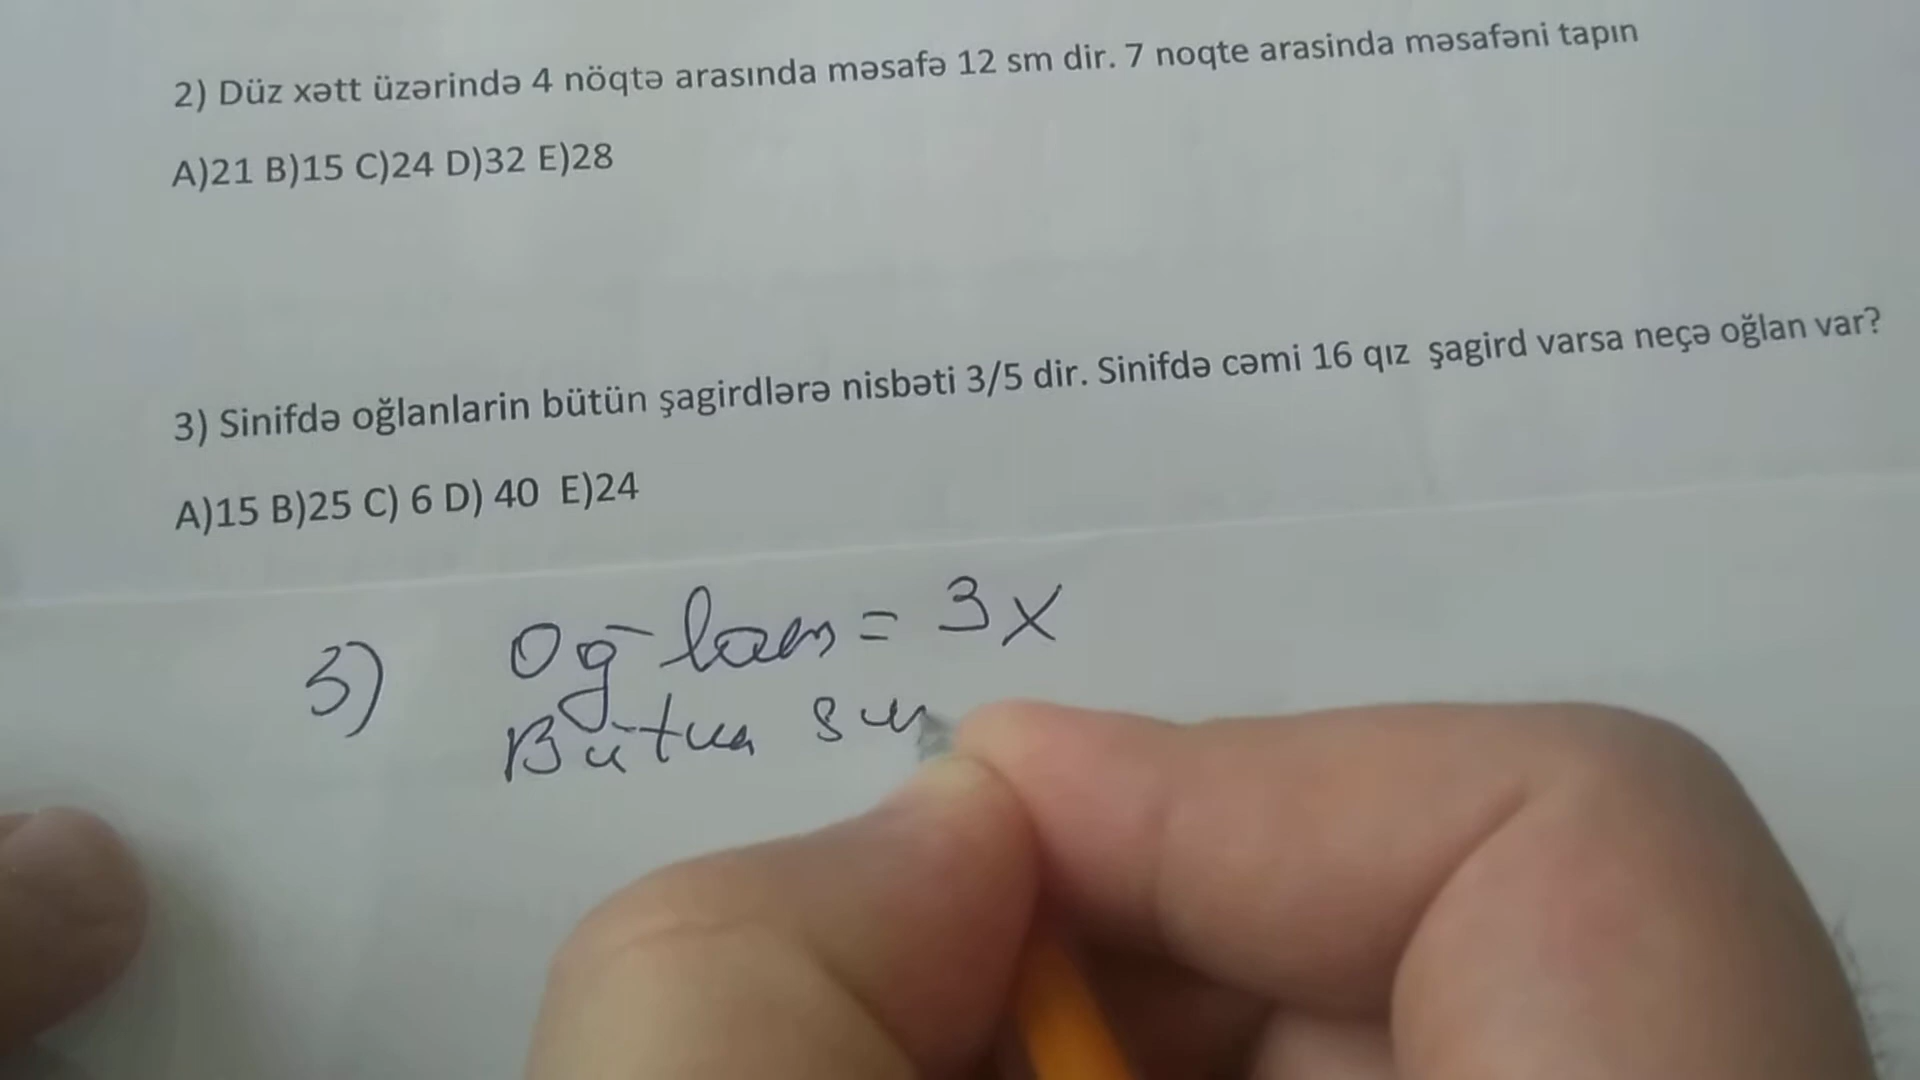 2) Düz xətt üzərində 4 nöqtə arasında məsafə 12 sm dir. 7 noqte arasinda məsafəni tapın
A)21 B)15 C)24 D)32 E)28
3) Sinifdə oğlanlarin bütün şagirdlərə nisbəti 3/5 dir. Sinifdə cəmi 16 qız şagird varsa neçə oğlan var?
A)15 B)25 C) 6 D) 40 E)24
3) Oğlan = 3x
Bütün